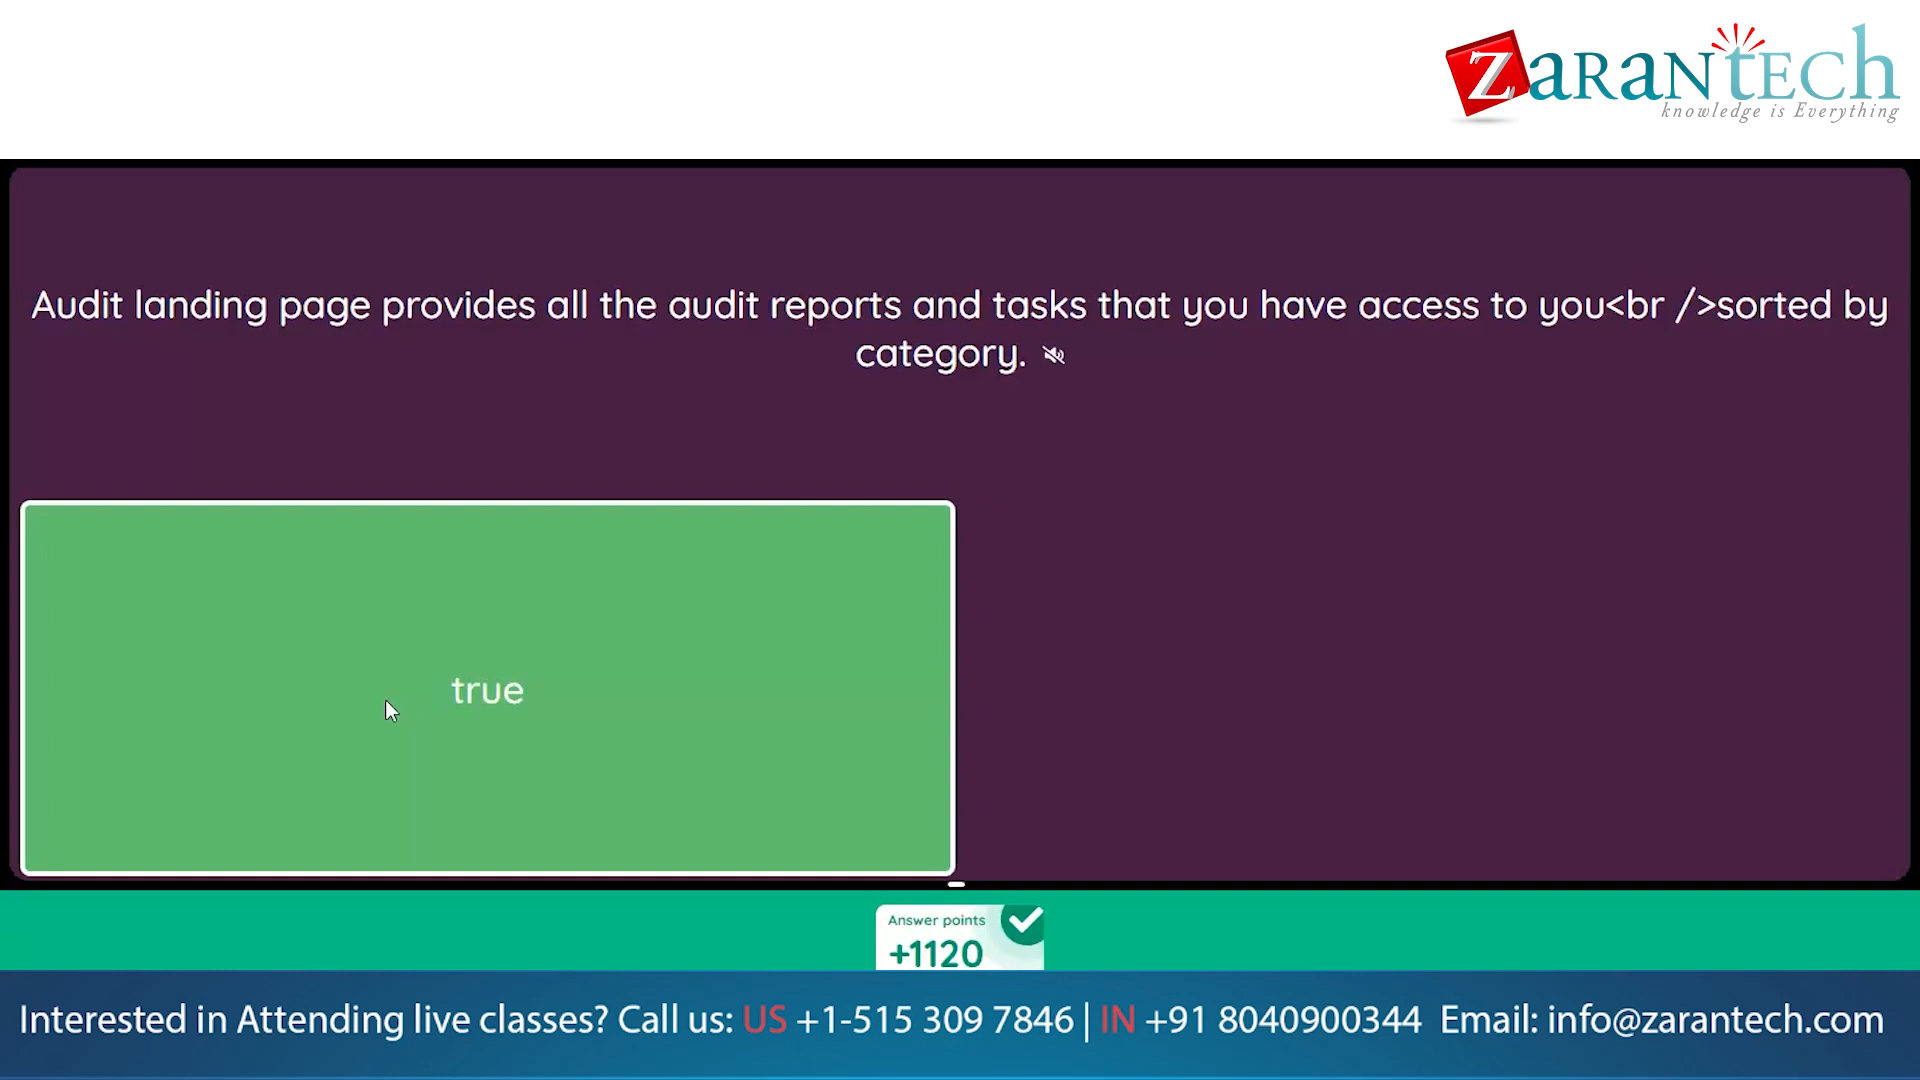 ZaranTech
knowledge is Everything
Audit landing page provides all the audit reports and tasks that you have access to you<br />sorted by
category.
true
Answer points
+1120
Interested in Attending live classes? Call us: US +1-515 309 7846 | IN +91 8040900344 Email: info@zarantech.com